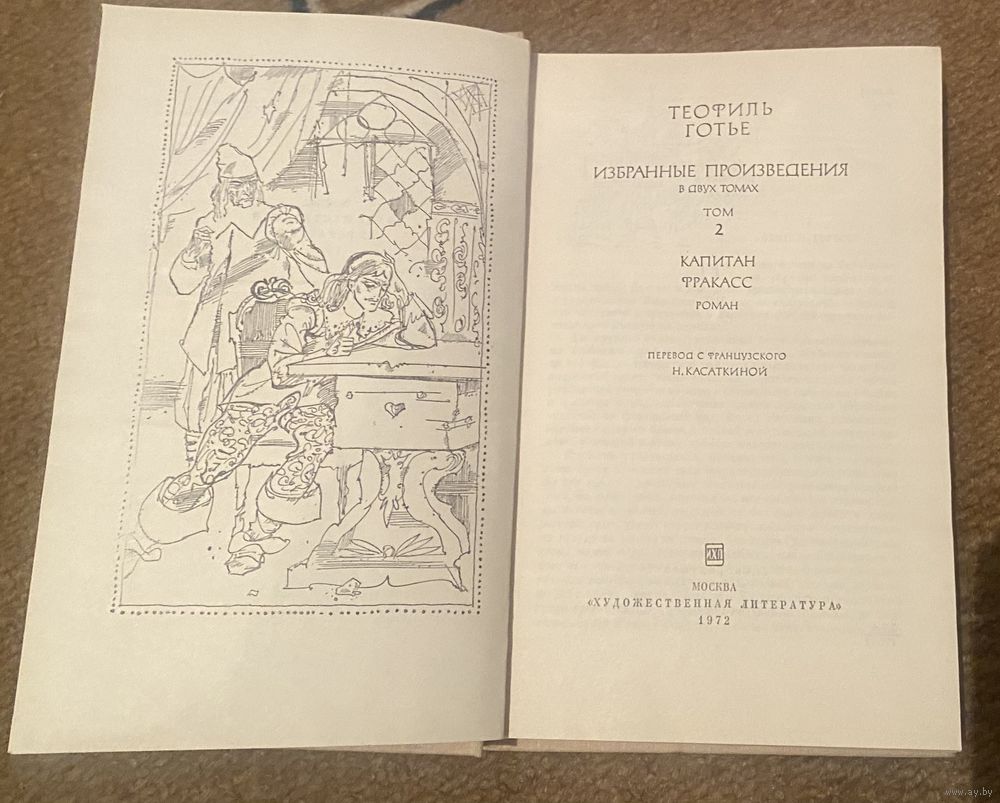 ТЕОФИЛЬ
ГОТЬЕ
ИЗБРАННЫЕ ПРОИЗВЕДЕНИЯ
В ДВУХ ТОМАХ
ТОМ
2
КАПИТАН
ФРАКАСС
РОМАН
ПЕРЕВОД С ФРАНЦУЗСКОГО
Н. КАСАТКИНОЙ
ИХЛ
МОСКВА
«ХУДОЖЕСТВЕННАЯ ЛИТЕРАТУРА»
1972
www.ay.by